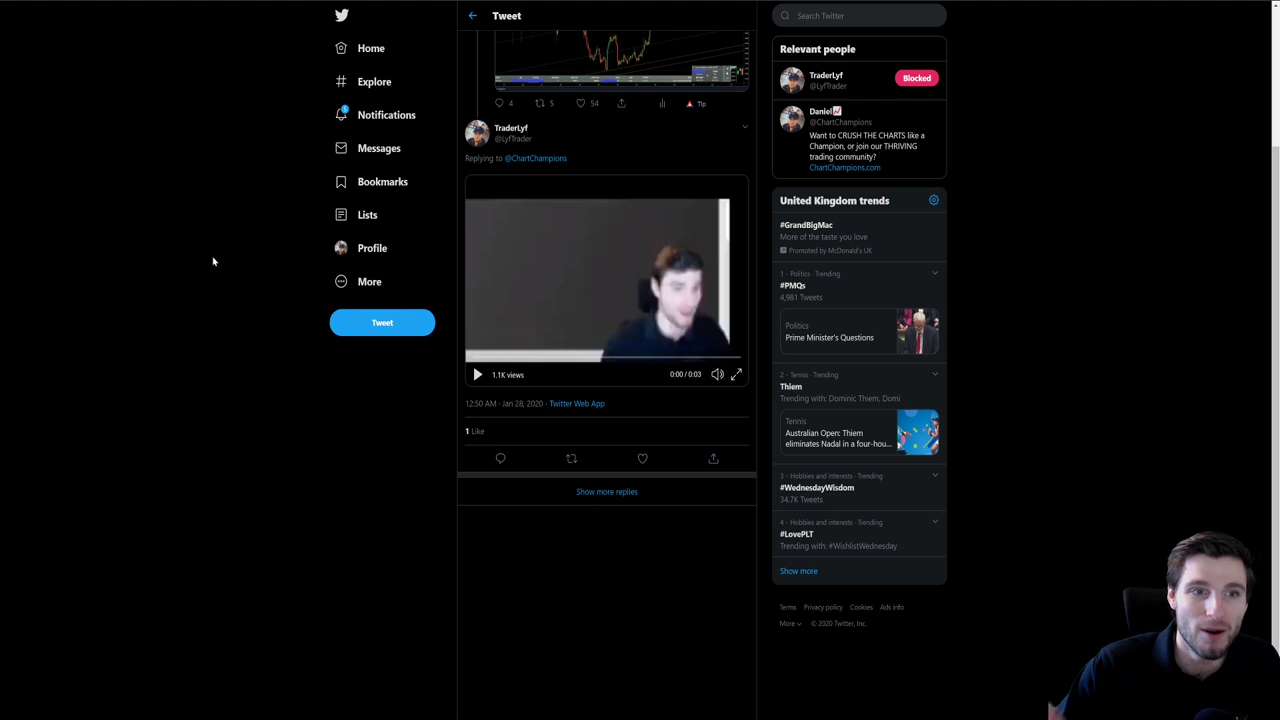 Home
Explore
Notifications
Messages
Bookmarks
Lists
Profile
More
Tweet
Tweet
4
5
54
Tip
TraderLyf
@LyfTrader
Replying to @ChartChampions
1.1K views
0:00 / 0:03
12:50 AM · Jan 28, 2020 · Twitter Web App
1 Like
Show more replies
Search Twitter
Relevant people
TraderLyf
@LyfTrader
Blocked
Daniel
@ChartChampions
Want to CRUSH THE CHARTS like a
Champion, or join our THRIVING
trading community?
ChartChampions.com
United Kingdom trends
#GrandBigMac
More of the taste you love
Promoted by McDonald's UK
1 · Politics · Trending
#PMQs
4,981 Tweets
Politics
Prime Minister's Questions
2 · Tennis · Trending
Thiem
Trending with: Dominic Thiem, Domi
Tennis
Australian Open: Thiem
eliminates Nadal in a four-hou...
3 · Hobbies and interests · Trending
#WednesdayWisdom
34.7K Tweets
4 · Hobbies and interests · Trending
#LovePLT
Trending with: #WishlistWednesday
Show more
Terms Privacy policy Cookies Ads info
More © 2020 Twitter, Inc.